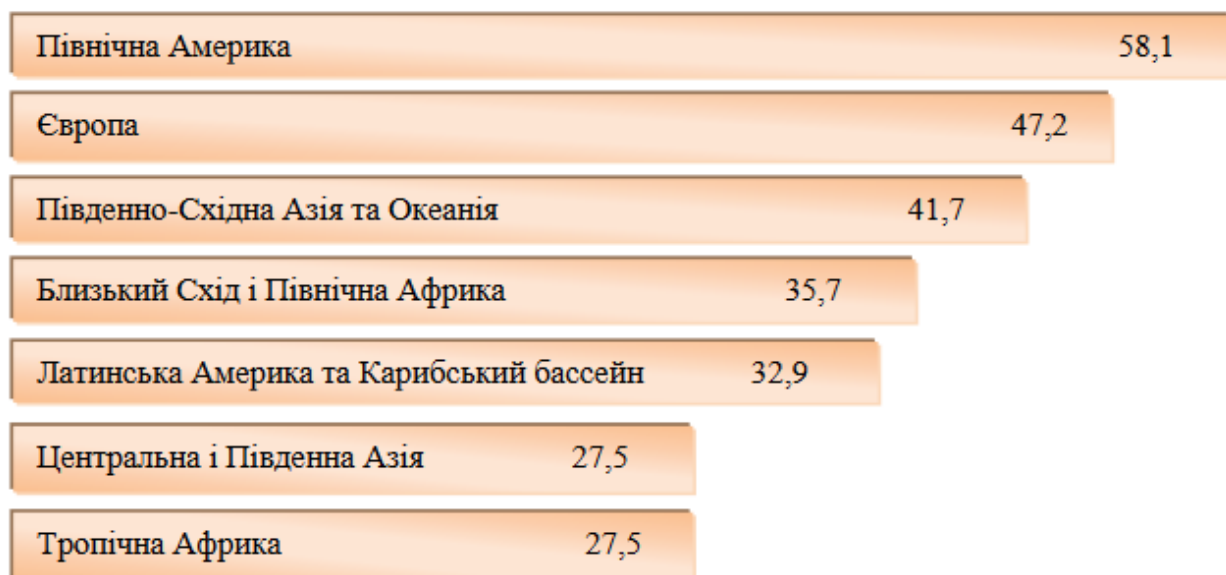 Північна Америка 58,1
Європа 47,2
Південно-Східна Азія та Океанія 41,7
Близький Схід і Північна Африка 35,7
Латинська Америка та Карибський бассейн 32,9
Центральна і Південна Азія 27,5
Тропічна Африка 27,5